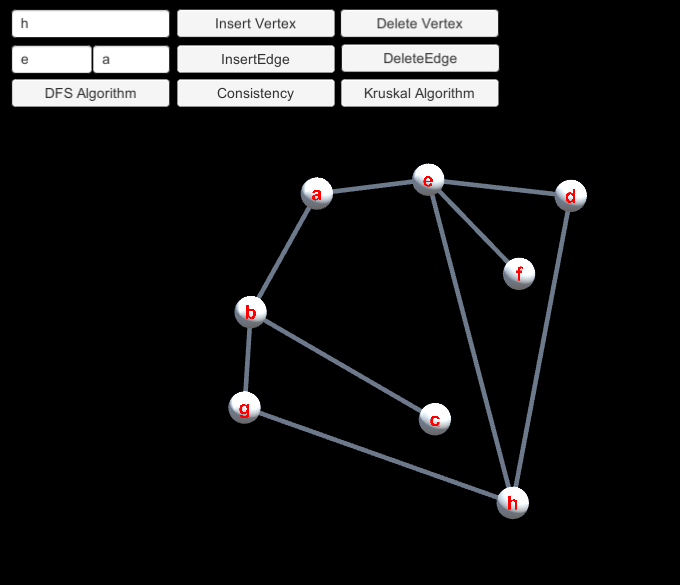 h Insert Vertex Delete Vertex
e a InsertEdge DeleteEdge
DFS Algorithm Consistency Kruskal Algorithm
e
a d
f
b
g
c
h